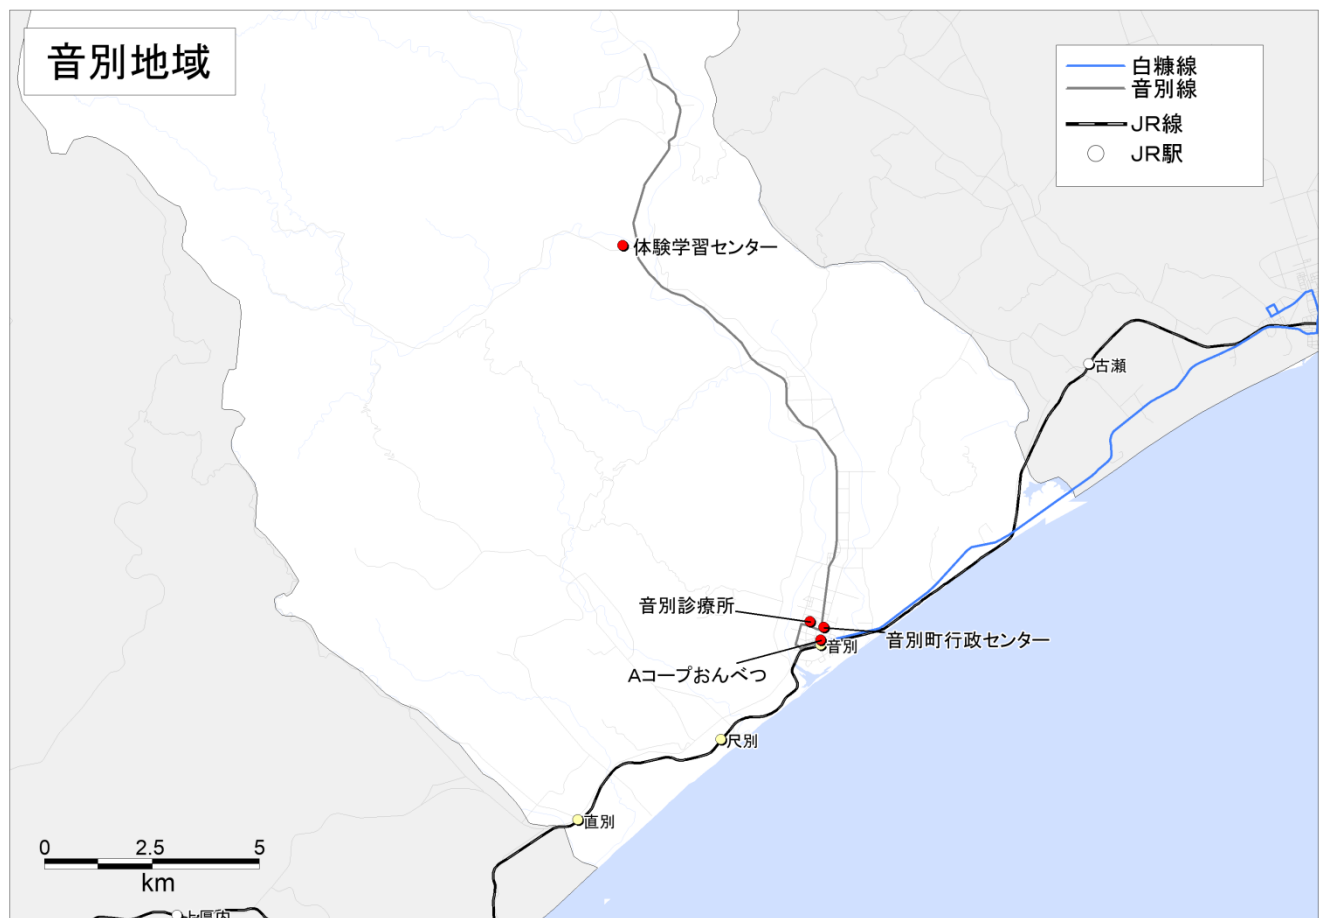 音別地域
白糠線
音別線
JR線
JR駅
体験学習センター
古瀬
音別診療所
音別町行政センター
音別
Aコープおんべつ
尺別
直別
0 2.5 5
km
上厚内